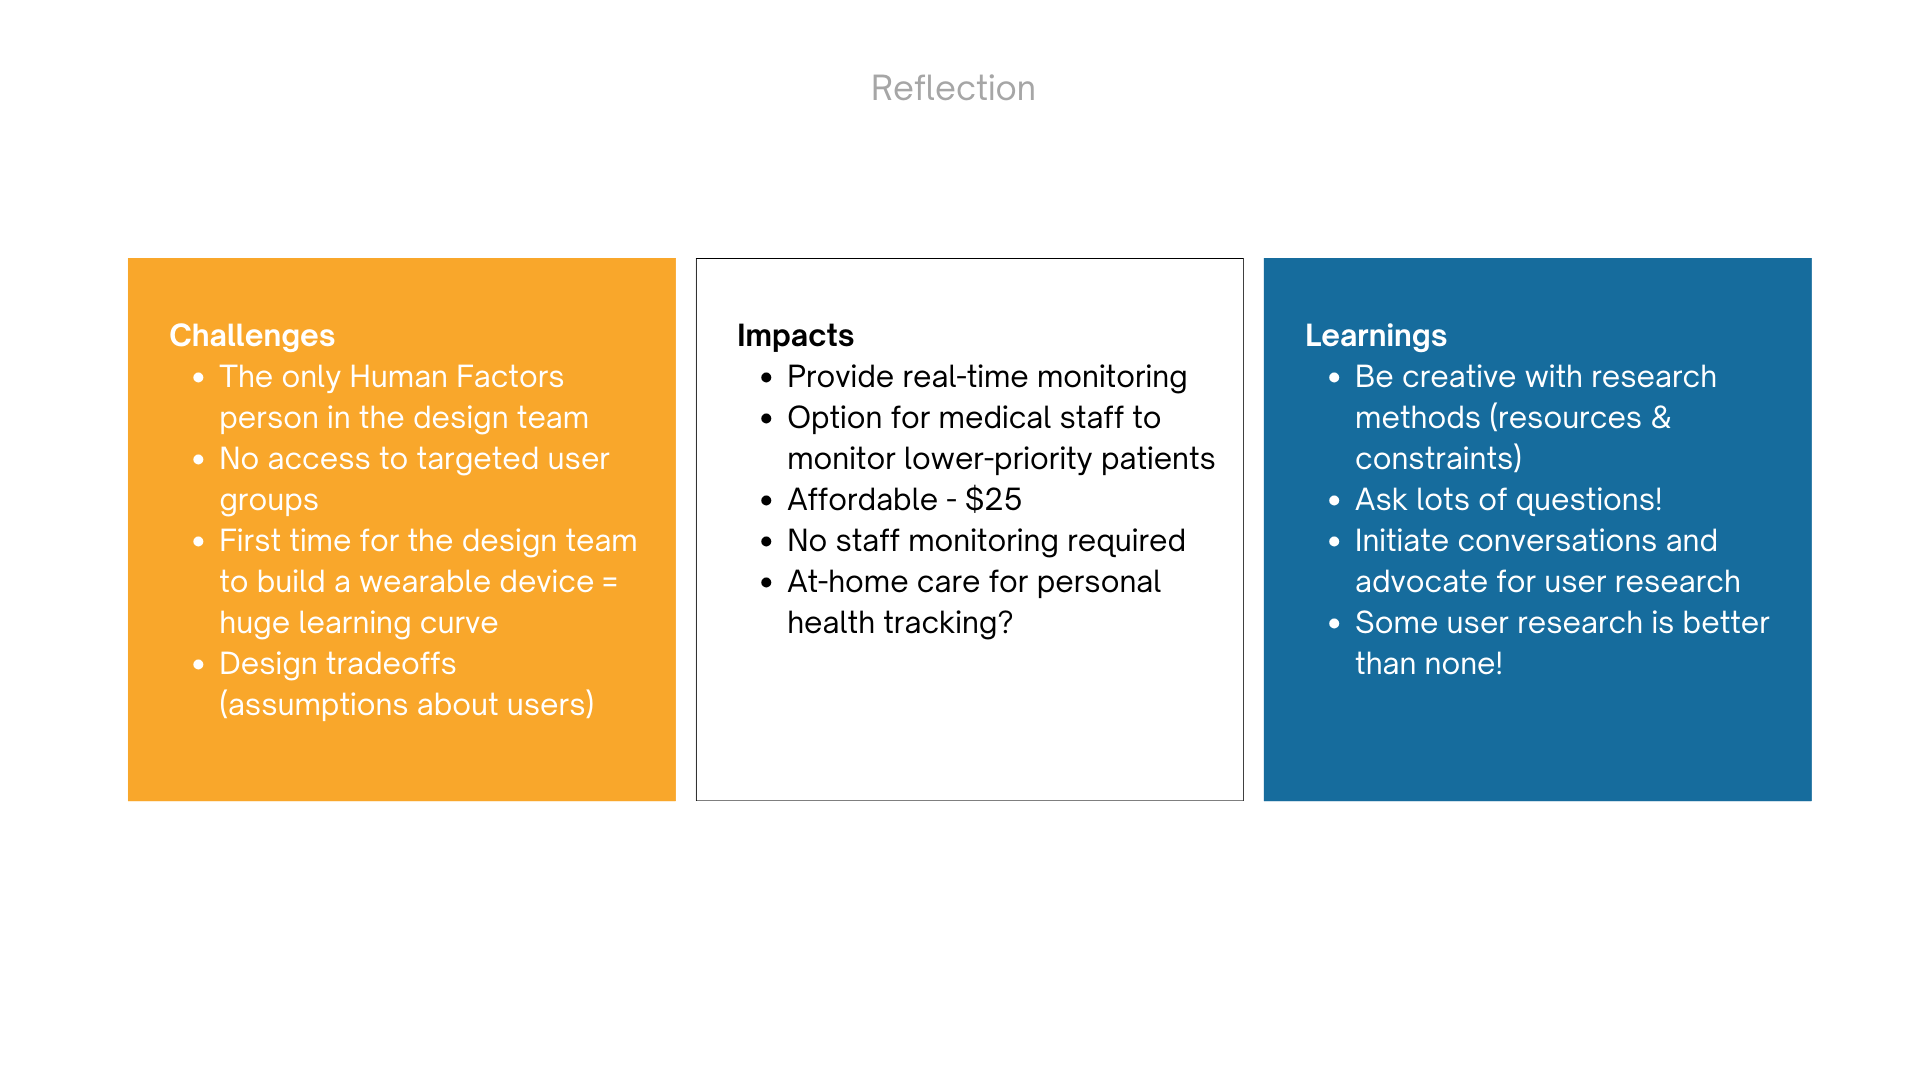 Reflection
Challenges
• The only Human Factors
person in the design team
• No access to targeted user
groups
• First time for the design team
to build a wearable device =
huge learning curve
• Design tradeoffs
(assumptions about users)
Impacts
• Provide real-time monitoring
• Option for medical staff to
monitor lower-priority patients
• Affordable - $25
• No staff monitoring required
• At-home care for personal
health tracking?
Learnings
• Be creative with research
methods (resources &
constraints)
• Ask lots of questions!
• Initiate conversations and
advocate for user research
• Some user research is better
than none!